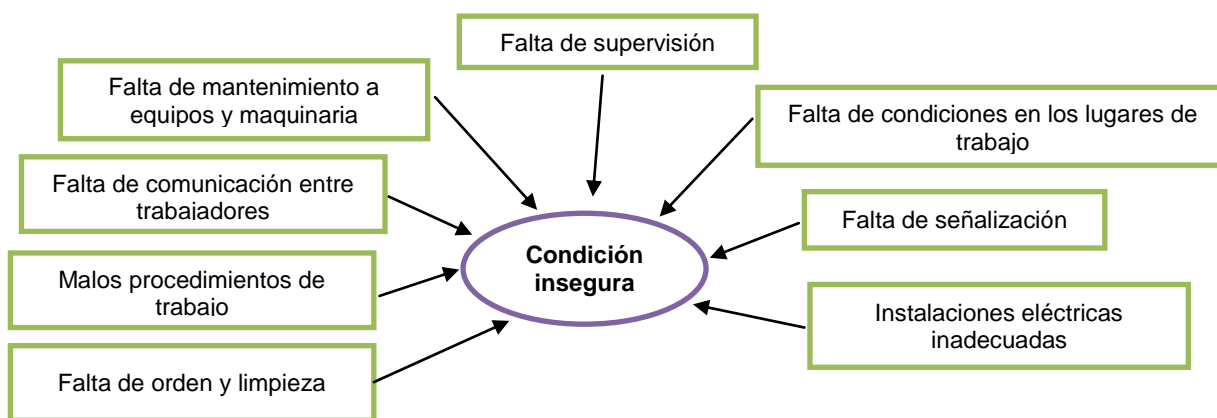 Falta de supervisión
Falta de mantenimiento a
equipos y maquinaria
Falta de condiciones en los lugares de
trabajo
Falta de comunicación entre
trabajadores
Falta de señalización
Condición
insegura
Malos procedimientos de
trabajo
Instalaciones eléctricas
inadecuadas
Falta de orden y limpieza